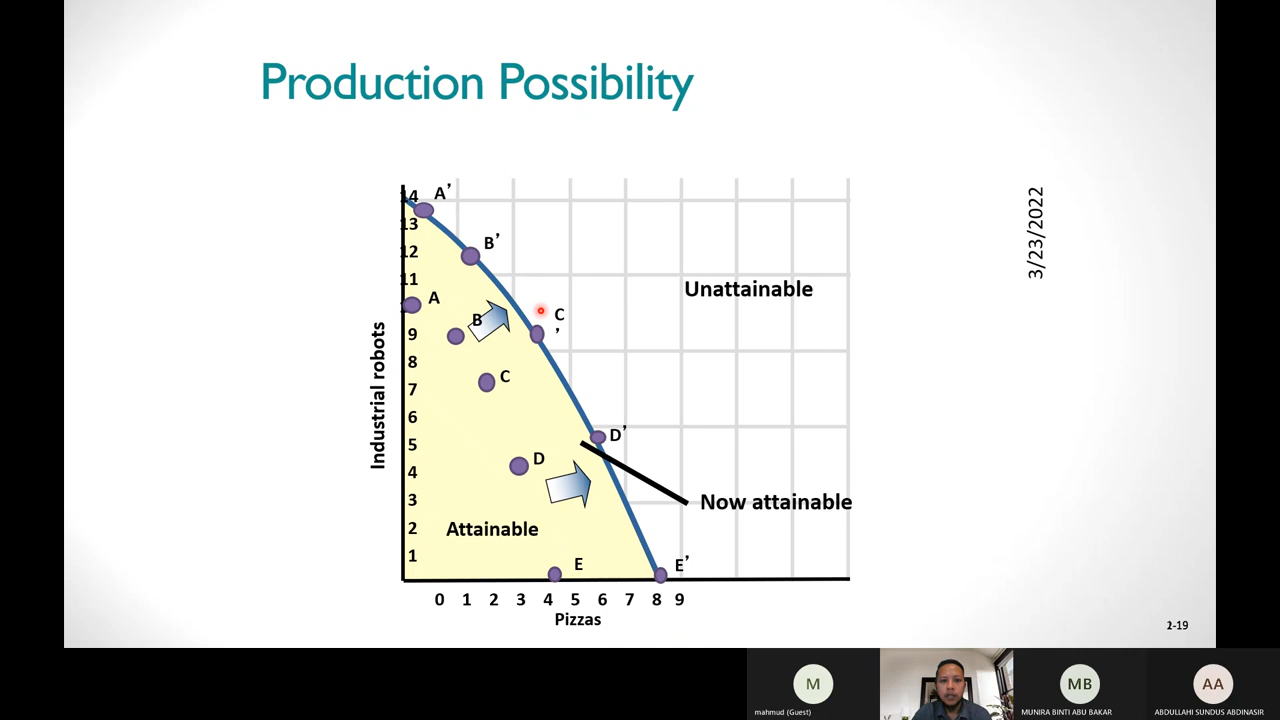 Production Possibility
14
13
12
11
9
8
7
6
5
4
3
2
1
Industrial robots
A’
B’
A
B
C
’
C
D’
D
E
E’
Unattainable
Now attainable
Attainable
0 1 2 3 4 5 6 7 8 9
Pizzas
3/23/2022
M
mahmud (Guest)
MB
MUNIRA BINTI ABU BAKAR
AA
ABDULLAHI SUNDUS ABDINASIR